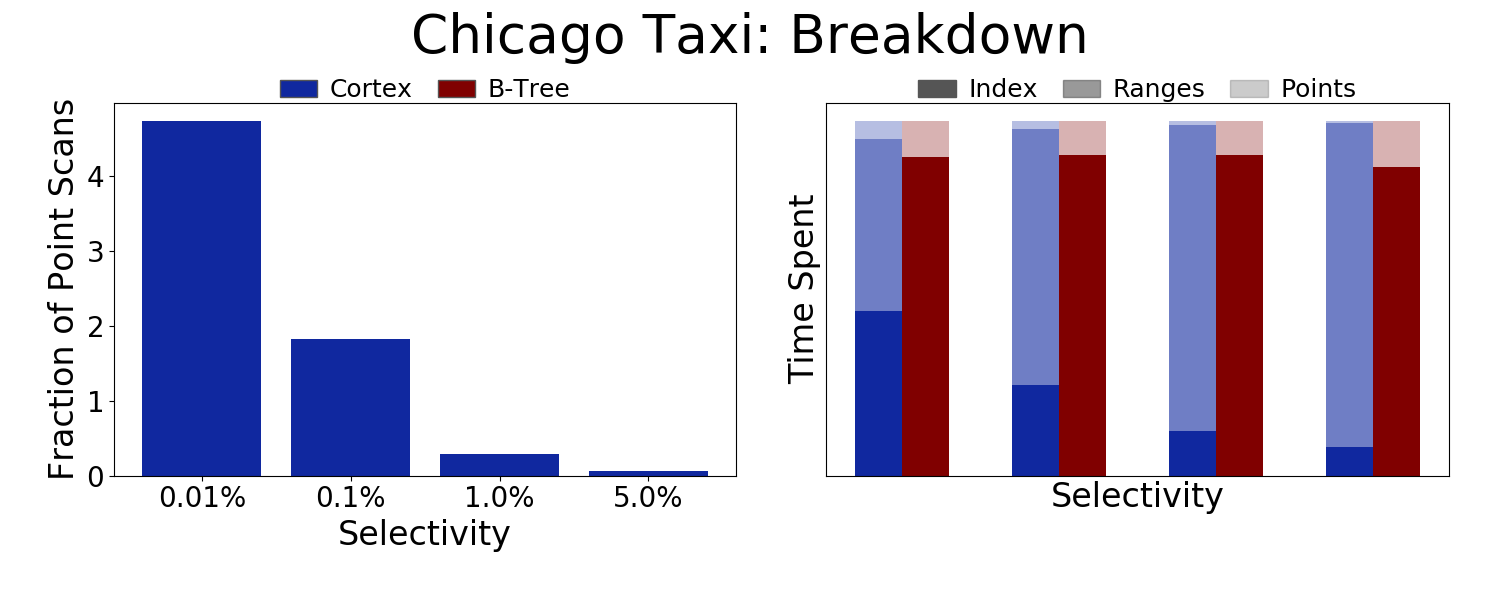 Chicago Taxi: Breakdown
Cortex B-Tree
Fraction of Point Scans
4
3
2
1
0
0.01% 0.1% 1.0% 5.0%
Selectivity
Index Ranges Points
Time Spent
Selectivity